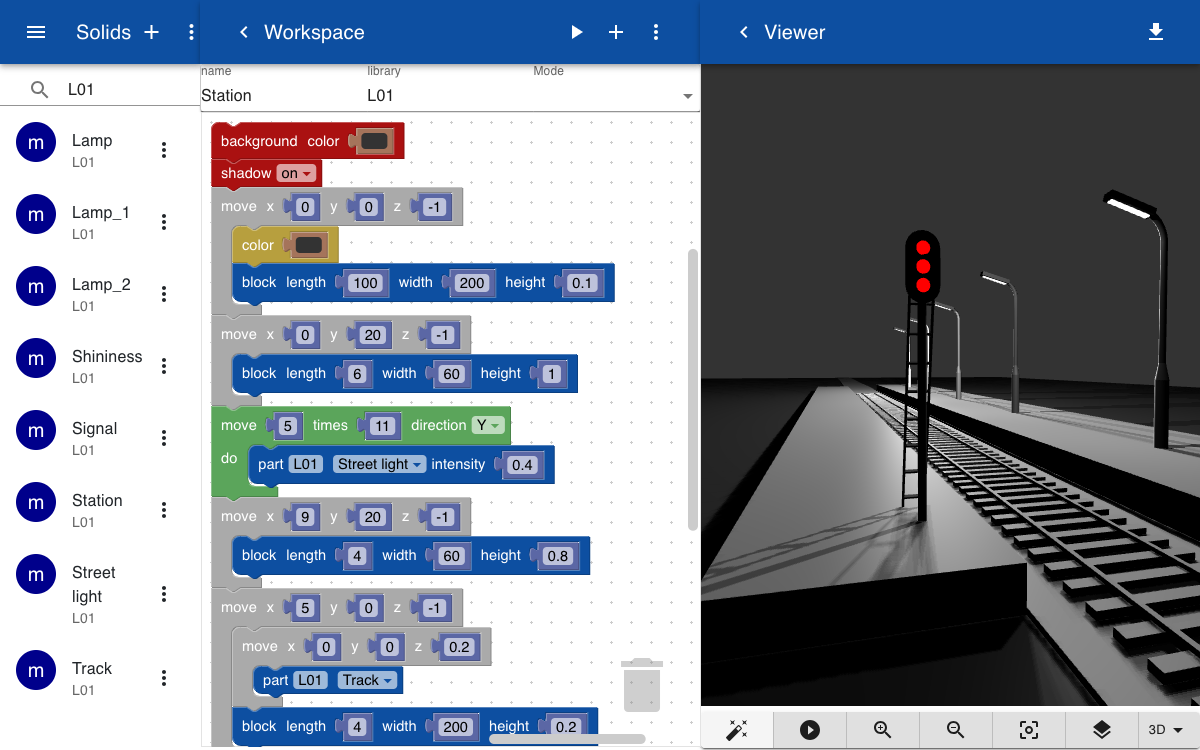 Solids
Workspace
Viewer
L01
name library Mode
Station L01
m Lamp
L01
m Lamp_1
L01
m Lamp_2
L01
m Shininess
L01
m Signal
L01
m Station
L01
m Street
light
L01
m Track
L01
background color
shadow on
move x 0 y 0 z -1
color
block length 100 width 200 height 0.1
move x 0 y 20 z -1
block length 6 width 60 height 1
move 5 times 11 direction Y
do part L01 Street light intensity 0.4
move x 9 y 20 z -1
block length 4 width 60 height 0.8
move x 5 y 0 z -1
move x 0 y 0 z 0.2
part L01 Track
block length 4 width 200 height 0.2
3D